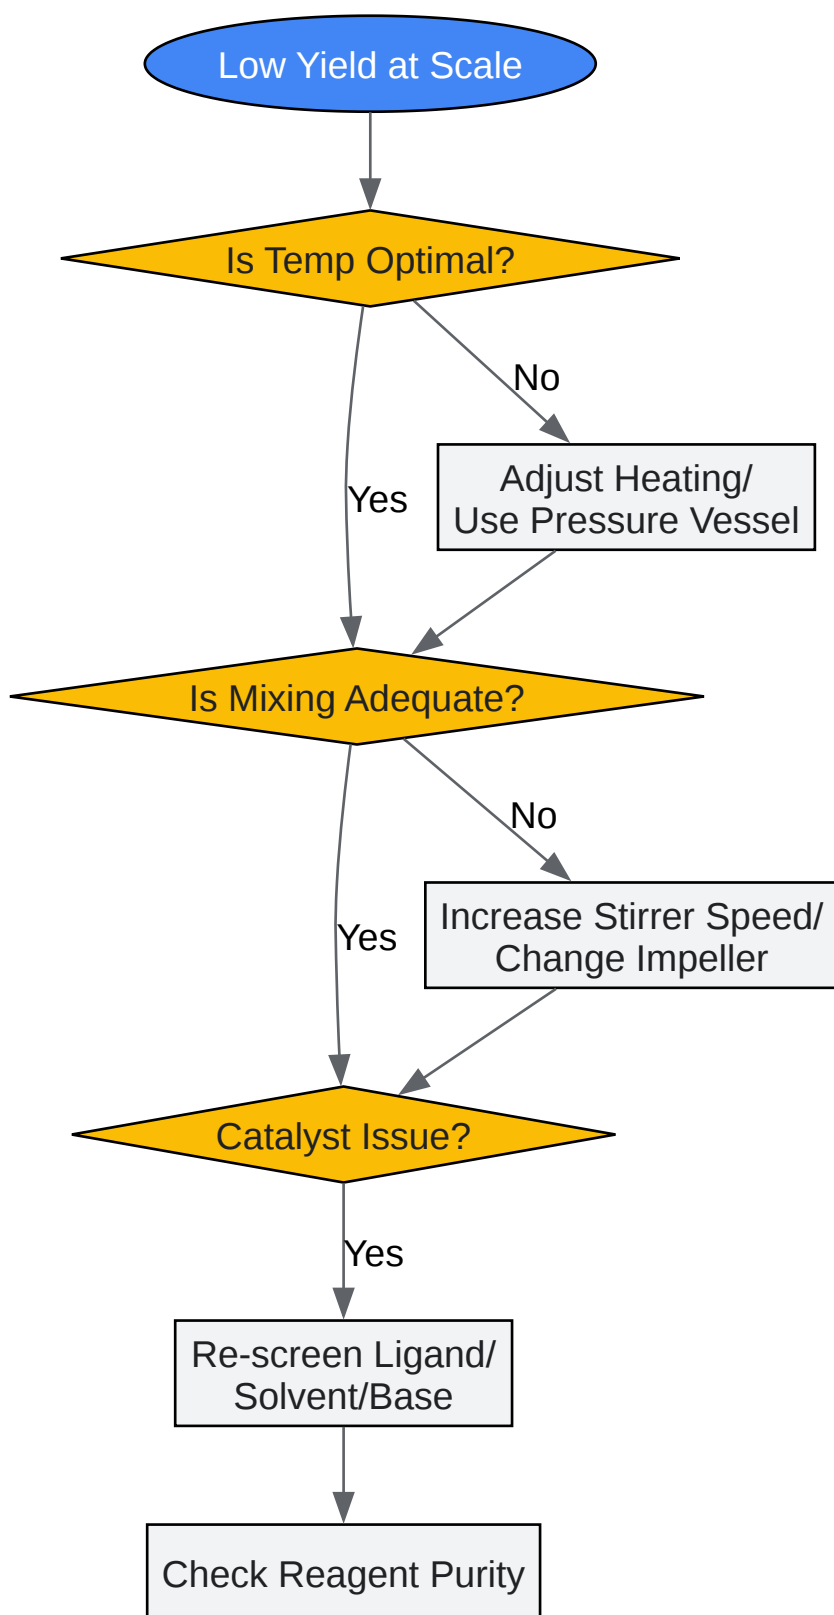 Low Yield at Scale
Is Temp Optimal?
No
Adjust Heating/
Use Pressure Vessel
Yes
Is Mixing Adequate?
No
Increase Stirrer Speed/
Change Impeller
Yes
Catalyst Issue?
Yes
Re-screen Ligand/
Solvent/Base
Check Reagent Purity